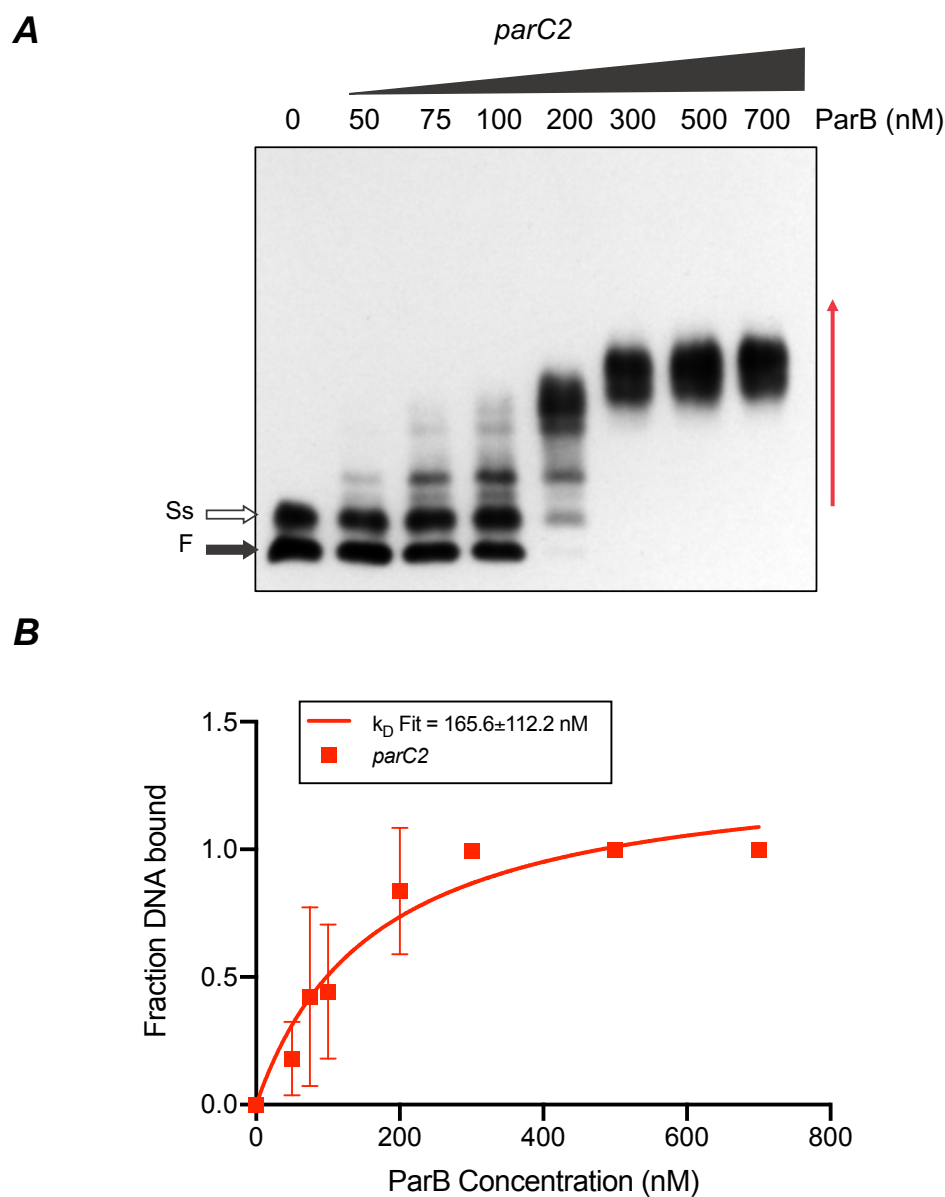 A
parC2
0 50 75 100 200 300 500 700 ParB (nM)
Ss
F
B
kD Fit = 165.6±112.2 nM
parC2
1.5
1.0
0.5
0.0
Fraction DNA bound
0 200 400 600 800
ParB Concentration (nM)